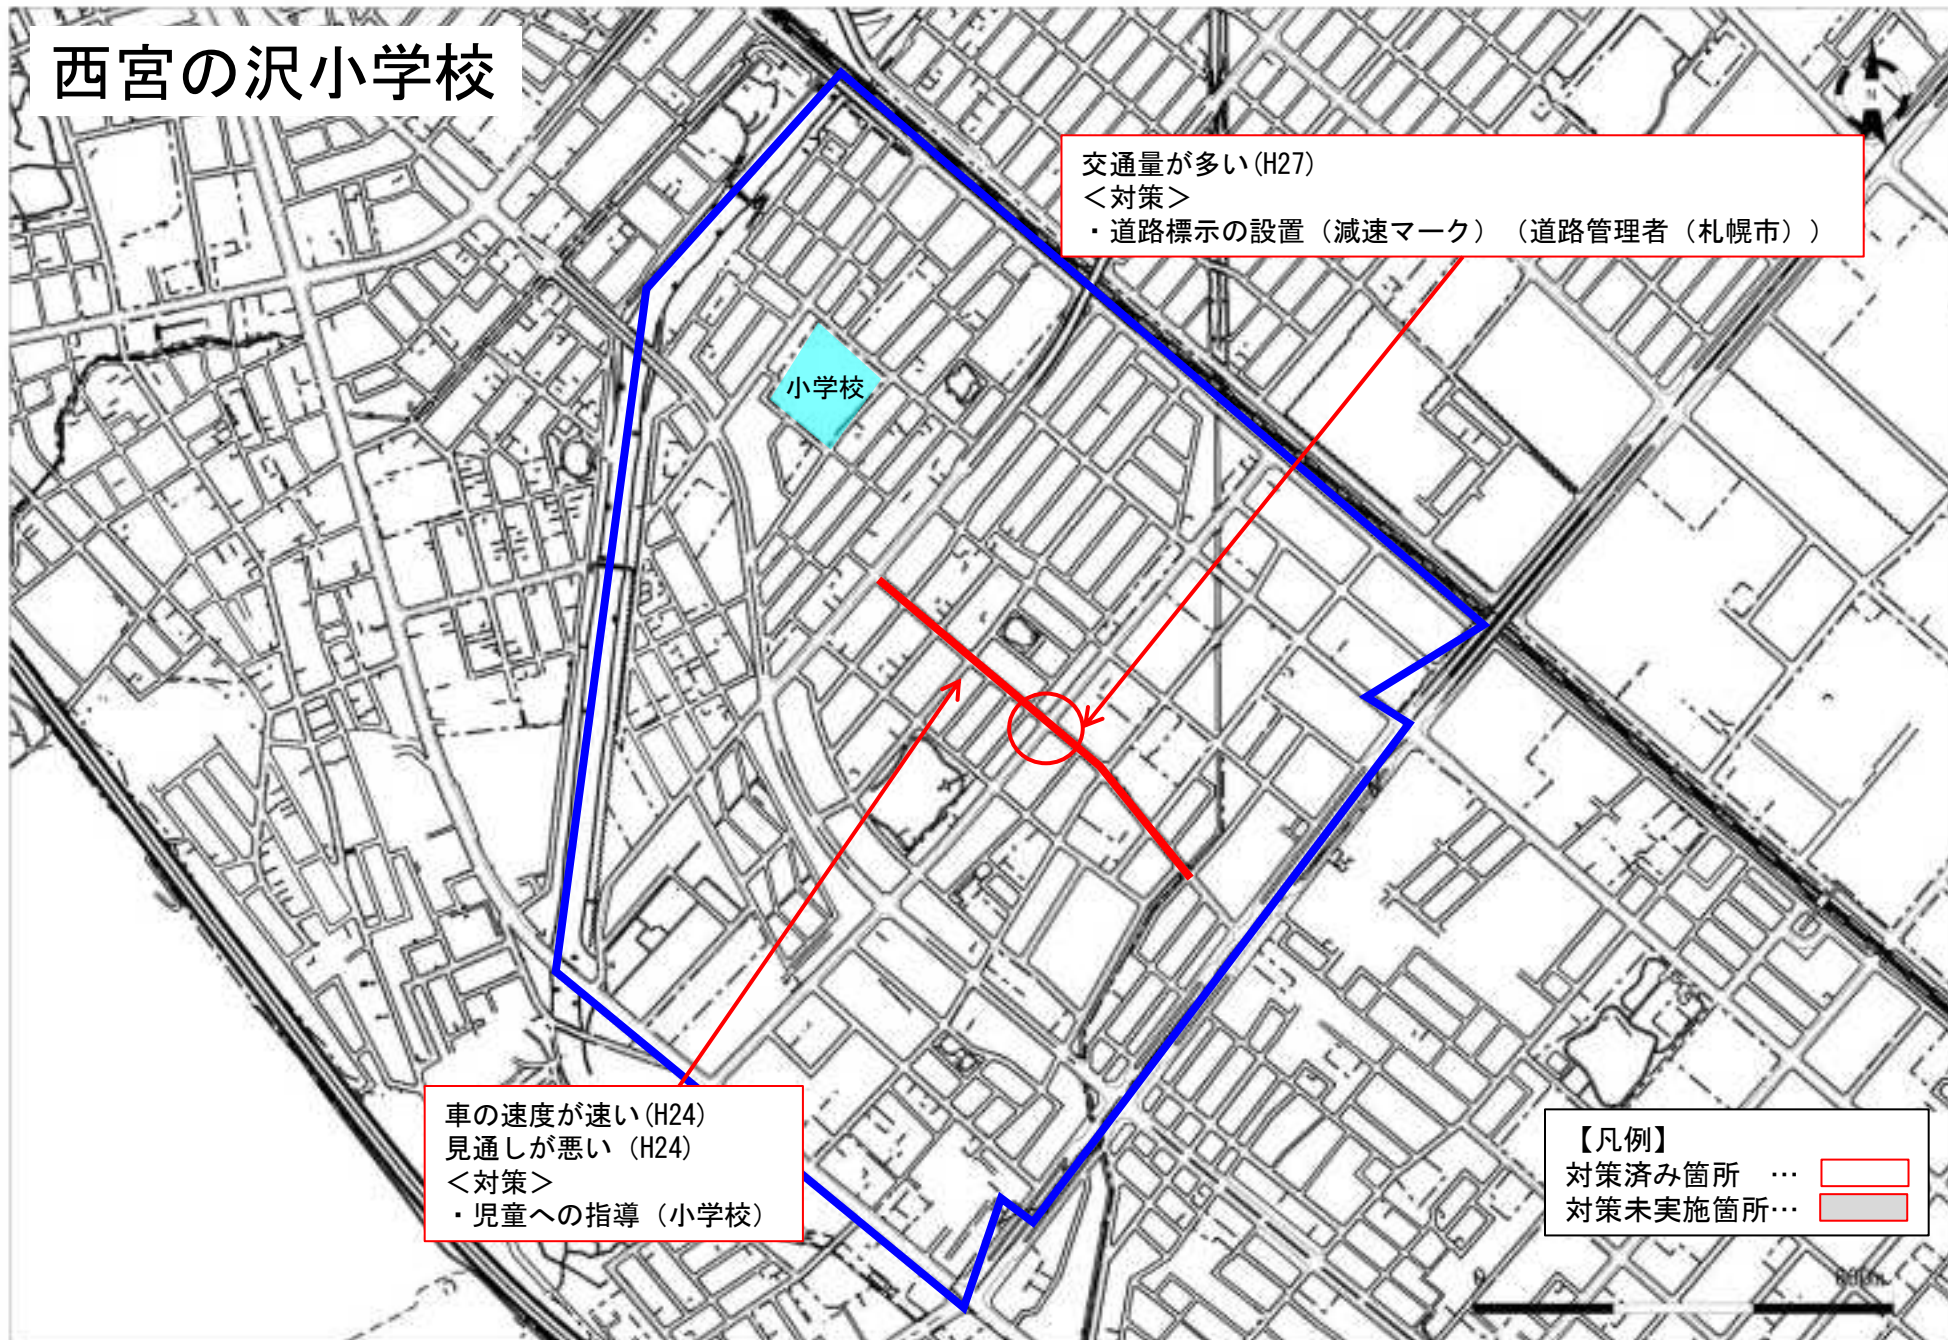 西宮の沢小学校
交通量が多い(H27)
＜対策＞
・道路標示の設置（減速マーク）（道路管理者（札幌市））
小学校
車の速度が速い(H24)
見通しが悪い（H24）
＜対策＞
・児童への指導（小学校）
【凡例】
対策済み箇所　…
対策未実施箇所…
N
0